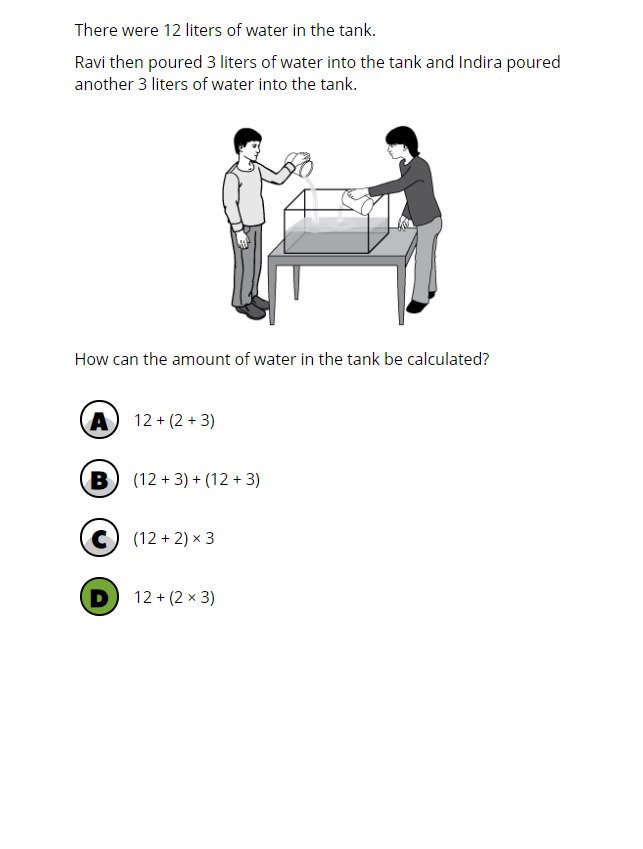 There were 12 liters of water in the tank.
Ravi then poured 3 liters of water into the tank and Indira poured
another 3 liters of water into the tank.
How can the amount of water in the tank be calculated?
A 12 + (2 + 3)
B (12 + 3) + (12 + 3)
C (12 + 2) × 3
D 12 + (2 × 3)